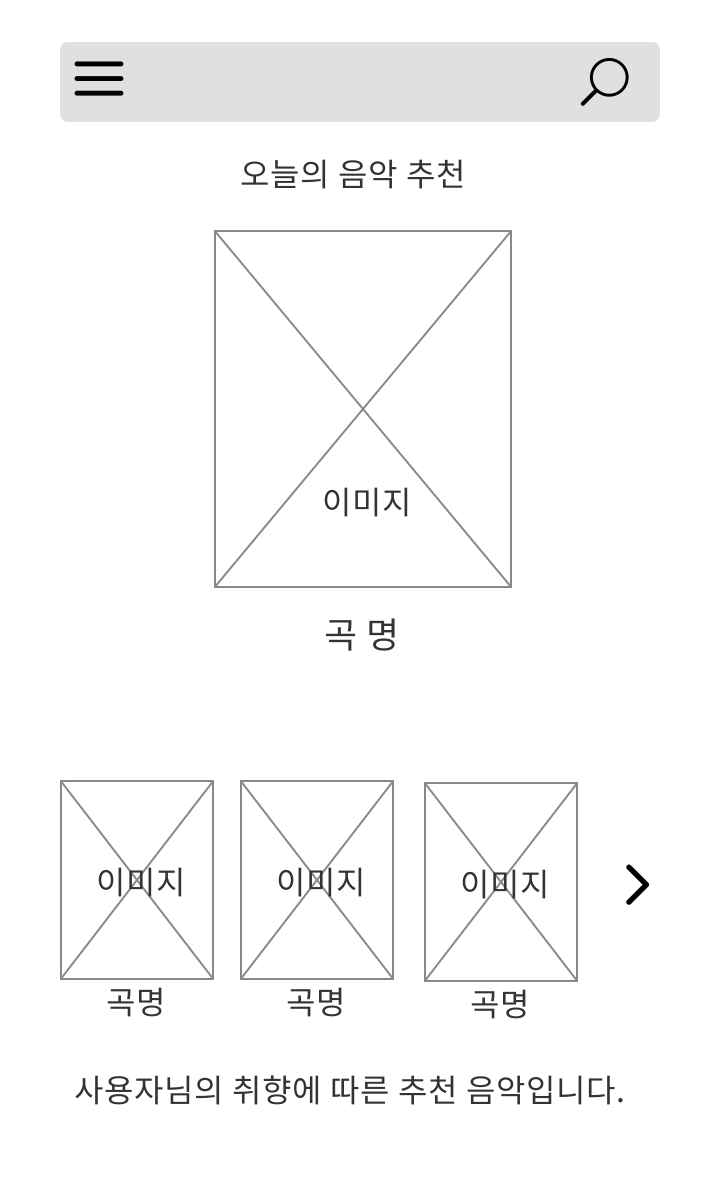 오늘의 음악 추천
이미지
곡 명
이미지 이미지 이미지
곡명 곡명 곡명
사용자님의 취향에 따른 추천 음악입니다.